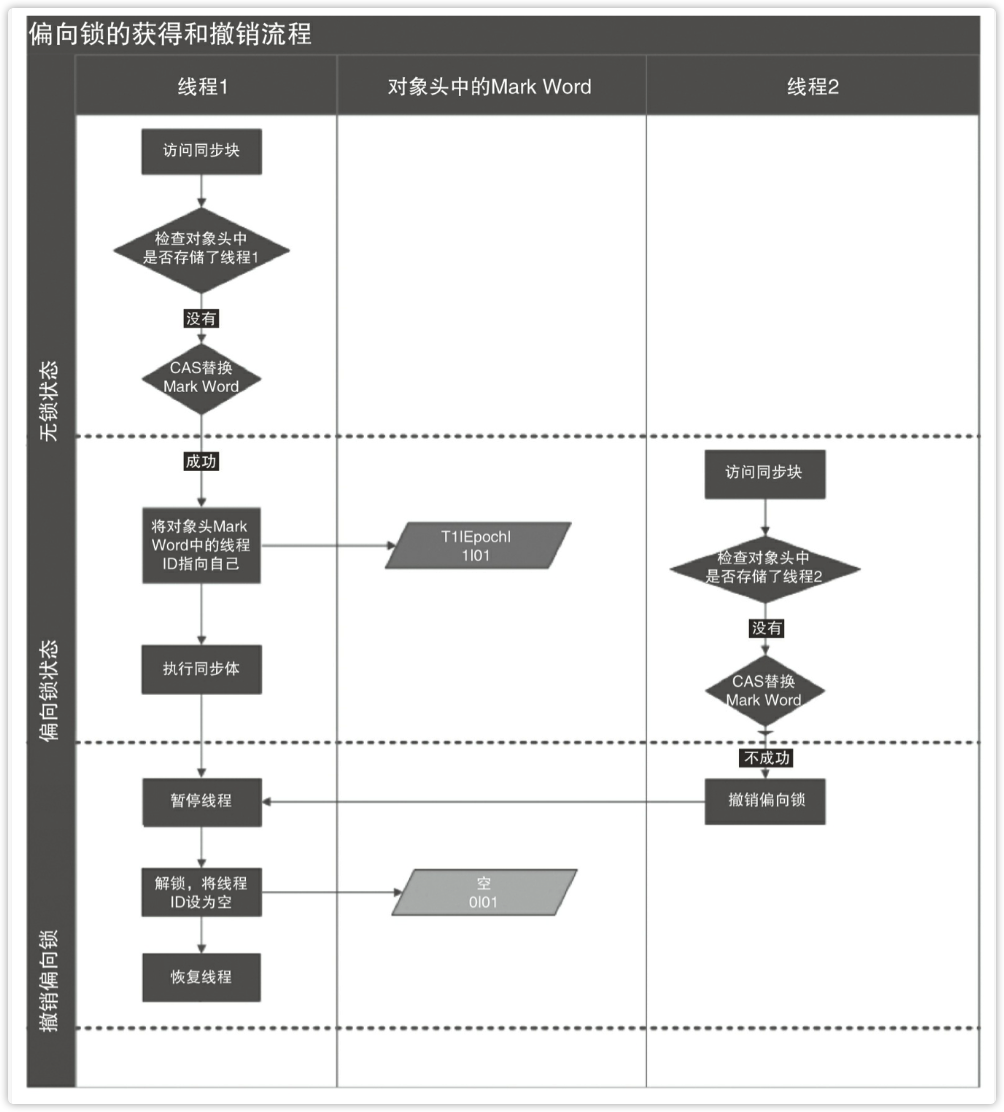 偏向锁的获得和撤销流程
线程1
对象头中的Mark Word
线程2
无锁状态
访问同步块
检查对象头中
是否存储了线程1
没有
CAS替换
Mark Word
偏向锁状态
成功
将对象头Mark
Word中的线程
ID指向自己
T1|Epoch|
1|01
执行同步体
访问同步块
检查对象头中
是否存储了线程2
没有
CAS替换
Mark Word
撤销偏向锁
不成功
撤销偏向锁
暂停线程
解锁，将线程
ID设为空
空
0|01
恢复线程